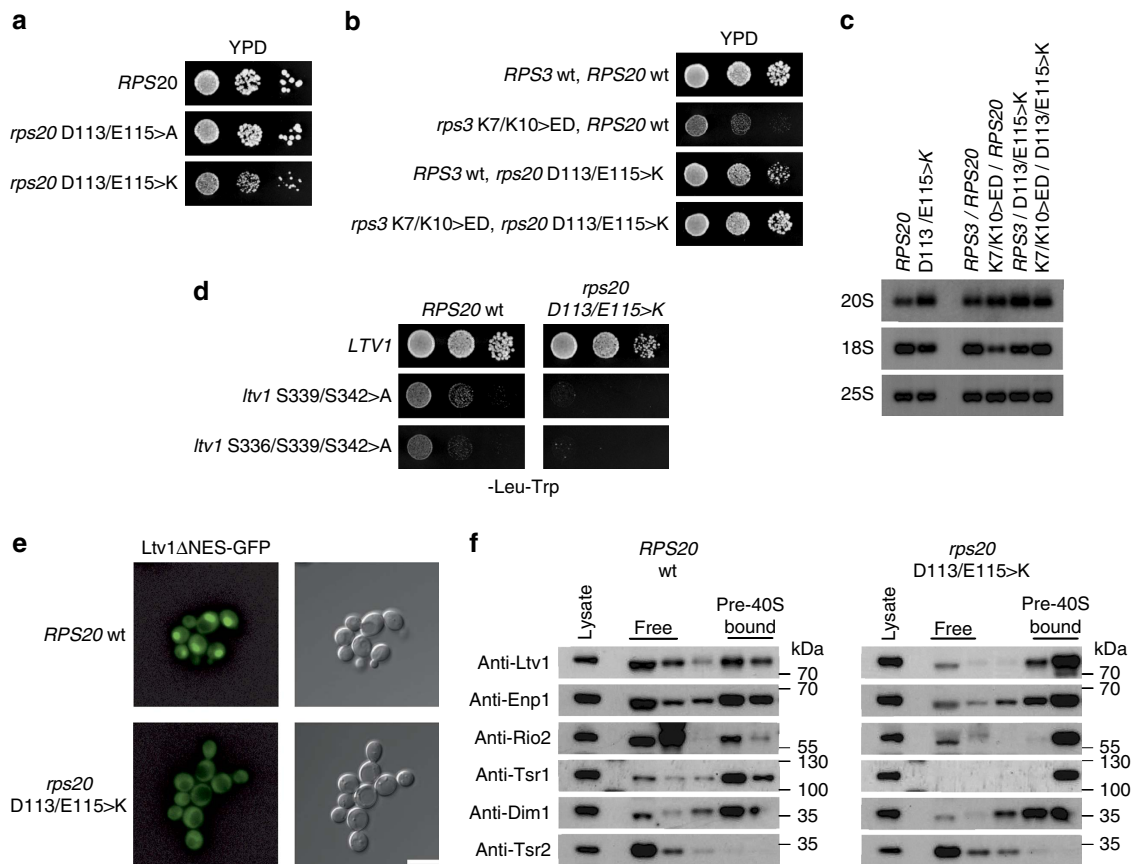 a
YPD
RPS20
rps20 D113/E115>A
rps20 D113/E115>K
b
YPD
RPS3 wt, RPS20 wt
rps3 K7/K10>ED, RPS20 wt
RPS3 wt, rps20 D113/E115>K
rps3 K7/K10>ED, rps20 D113/E115>K
c
RPS20
D113 /E115>K
RPS3 / RPS20
K7/K10>ED / RPS20
RPS3 / D113/E115>K
K7/K10>ED / D113/E115>K
20S
18S
25S
d
RPS20 wt
rps20
D113/E115>K
LTV1
ltv1 S339/S342>A
ltv1 S336/S339/S342>A
-Leu-Trp
e
Ltv1ΔNES-GFP
RPS20 wt
rps20
D113/E115>K
f
RPS20
wt
rps20
D113/E115>K
Lysate
Free
Pre-40S
bound
kDa
Lysate
Free
Pre-40S
bound
kDa
Anti-Ltv1
70
70
Anti-Enp1
70
70
Anti-Rio2
55
55
Anti-Tsr1
130
100
130
100
Anti-Dim1
35
35
Anti-Tsr2
35
35